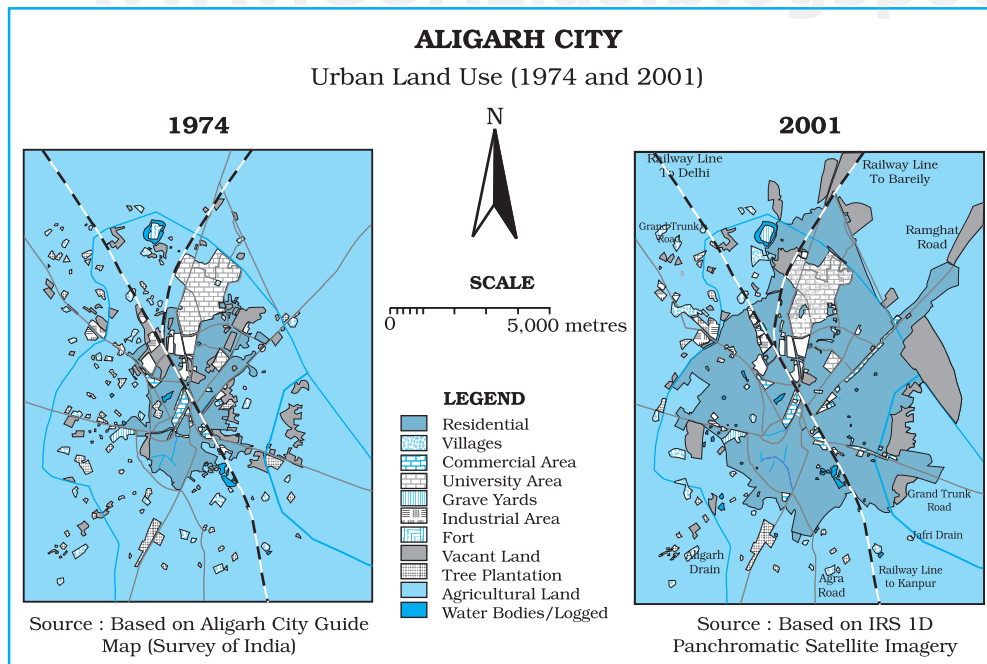 ALIGARH CITY
Urban Land Use (1974 and 2001)
1974
N
2001
SCALE
0 5,000 metres
LEGEND
Residential
Villages
Commercial Area
University Area
Grave Yards
Industrial Area
Fort
Vacant Land
Tree Plantation
Agricultural Land
Water Bodies/Logged
Railway Line
To Delhi
Railway Line
To Bareily
Grand Trunk
Road
Ramghat
Road
Grand Trunk
Road
Jafri Drain
Aligarh
Drain
Agra
Road
Railway Line
to Kanpur
Source : Based on Aligarh City Guide
Map (Survey of India)
Source : Based on IRS 1D
Panchromatic Satellite Imagery